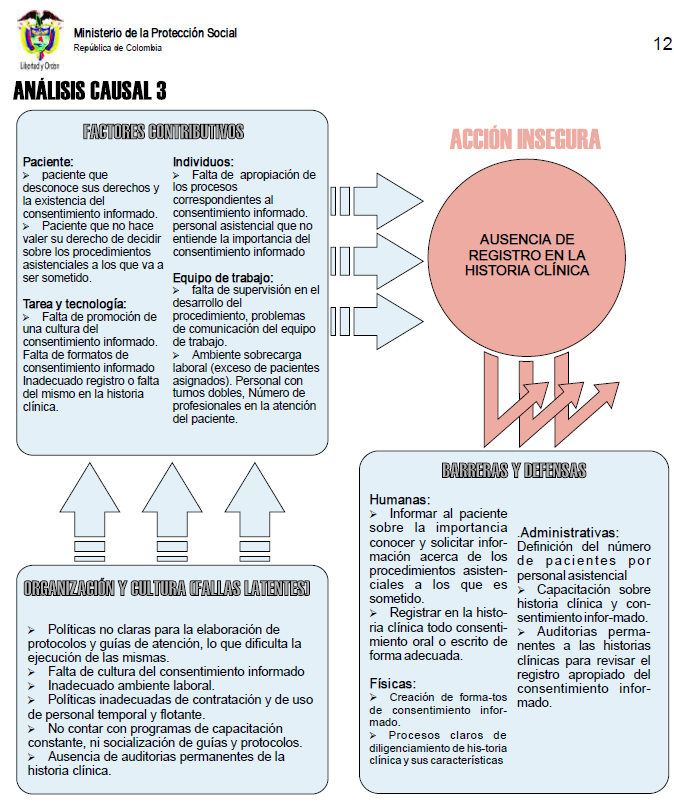 Ministerio de la Protección Social
República de Colombia
Libertad y Orden
12
ANÁLISIS CAUSAL 3
FACTORES CONTRIBUTIVOS
Paciente:
➢ paciente que
desconoce sus derechos y
la existencia del
consentimiento informado.
➢ Paciente que no hace
valer su derecho de decidir
sobre los procedimientos
asistenciales a los que va a
ser sometido.
Tarea y tecnología:
➢ Falta de promoción de
una cultura del
consentimiento informado.
Falta de formatos de
consentimiento informado
Inadecuado registro o falta
del mismo en la historia
clínica.
Individuos:
➢ Falta de apropiación de
los procesos
correspondientes al
consentimiento informado.
personal asistencial que no
entiende la importancia del
consentimiento informado
Equipo de trabajo:
➢ falta de supervisión en el
desarrollo del
procedimiento, problemas
de comunicación del equipo
de trabajo.
➢ Ambiente sobrecarga
laboral (exceso de pacientes
asignados). Personal con
turnos dobles, Número de
profesionales en la atención
del paciente.
ACCIÓN INSEGURA
AUSENCIA DE
REGISTRO EN LA
HISTORIA CLÍNICA
ORGANIZACIÓN Y CULTURA (FALLAS LATENTES)
➢ Políticas no claras para la elaboración de
protocolos y guías de atención, lo que dificulta la
ejecución de las mismas.
➢ Falta de cultura del consentimiento informado
➢ Inadecuado ambiente laboral.
➢ Políticas inadecuadas de contratación y de uso
de personal temporal y flotante.
➢ No contar con programas de capacitación
constante, ni socialización de guías y protocolos.
➢ Ausencia de auditorias permanentes de la
historia clínica.
BARRERAS Y DEFENSAS
Humanas:
➢ Informar al paciente
sobre la importancia
conocer y solicitar infor-
mación acerca de los
procedimientos asisten-
ciales a los que es
sometido.
➢ Registrar en la histo-
ria clínica todo consenti-
miento oral o escrito de
forma adecuada.
Físicas:
➢ Creación de forma-tos
de consentimiento infor-
mado.
➢ Procesos claros de
diligenciamiento de his-toria
clínica y sus características
.Administrativas:
Definición del número
de pacientes por
personal asistencial
➢ Capacitación sobre
historia clínica y con-
sentimiento infor-mado.
➢ Auditorias perma-
nentes a las historias
clínicas para revisar el
registro apropiado del
consentimiento infor-
mado.